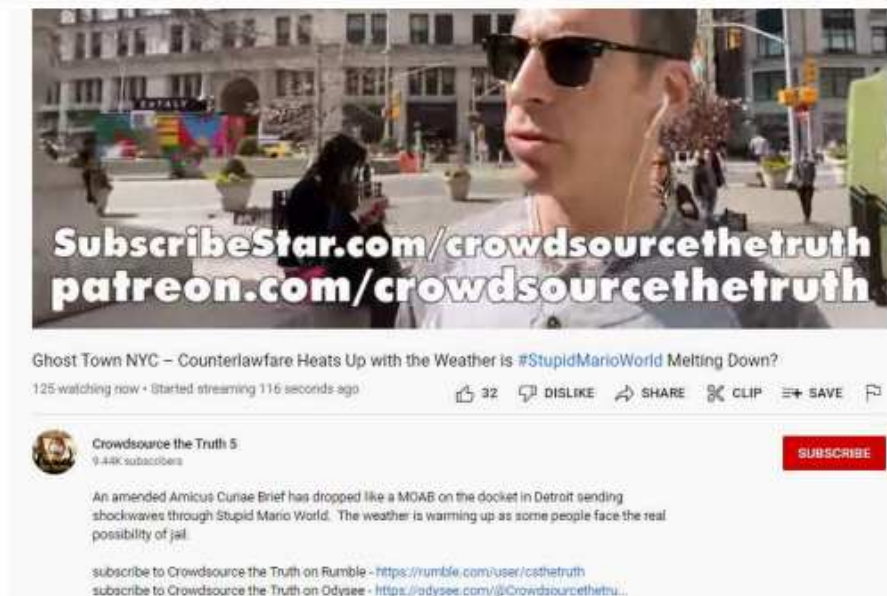 EATALY
SubscribeStar.com/crowdsourcethetruth
patreon.com/crowdsourcethetruth
Ghost Town NYC – Counterlawfare Heats Up with the Weather is #StupidMarioWorld Melting Down?
125 watching now • Started streaming 116 seconds ago
32 DISLIKE SHARE CLIP SAVE
Crowdsource the Truth 5
9.44K subscribers
SUBSCRIBE
An amended Amicus Curiae Brief has dropped like a MOAB on the docket in Detroit sending
shockwaves through Stupid Mario World. The weather is warming up as some people face the real
possibility of jail.
subscribe to Crowdsource the Truth on Rumble - https://rumble.com/user/csthetruth
subscribe to Crowdsource the Truth on Odysee - https://odysee.com/@Crowdsourcethetru...